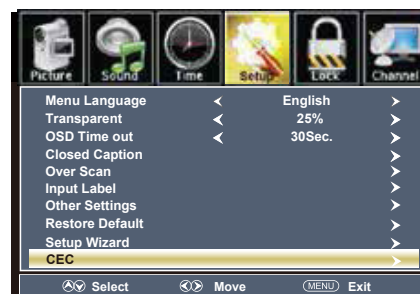 Picture Sound Time Setup Lock Channel
Menu Language English
Transparent 25%
OSD Time out 30Sec.
Closed Caption
Over Scan
Input Label
Other Settings
Restore Default
Setup Wizard
CEC
Select Move MENU Exit